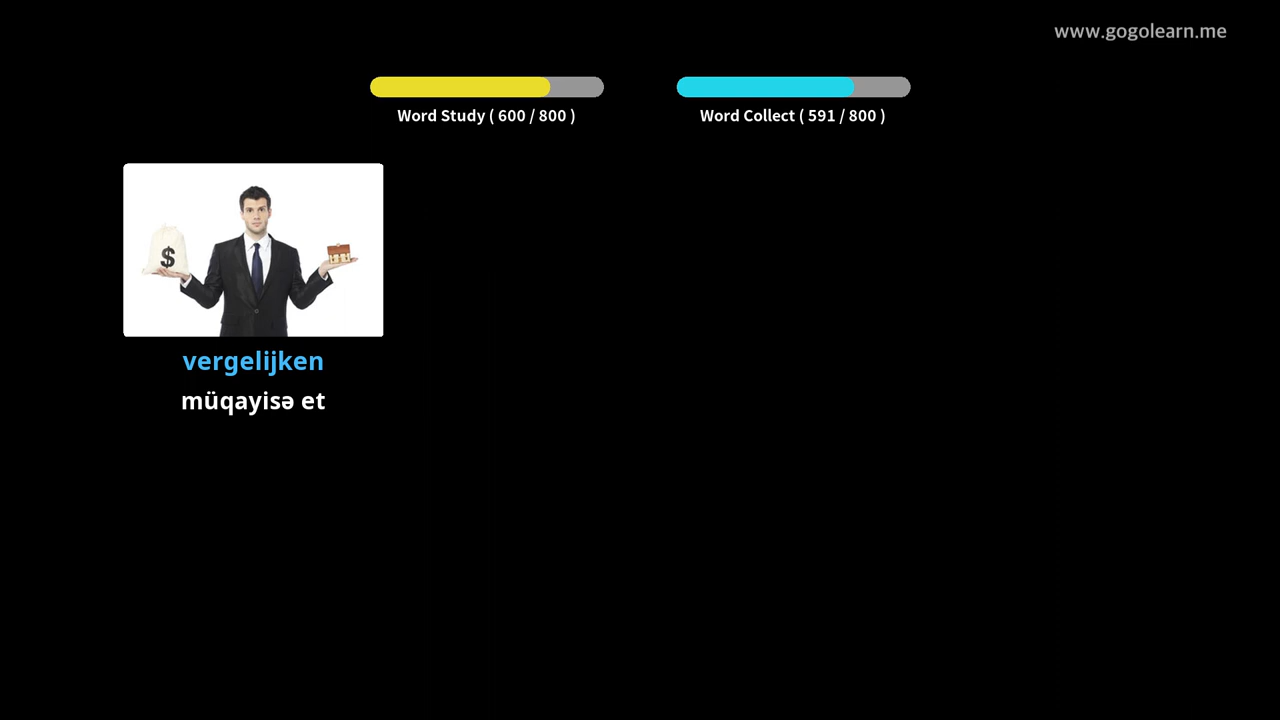 www.gogolearn.me
Word Study ( 600 / 800 )
Word Collect ( 591 / 800 )
$
vergelijken
müqayisə et